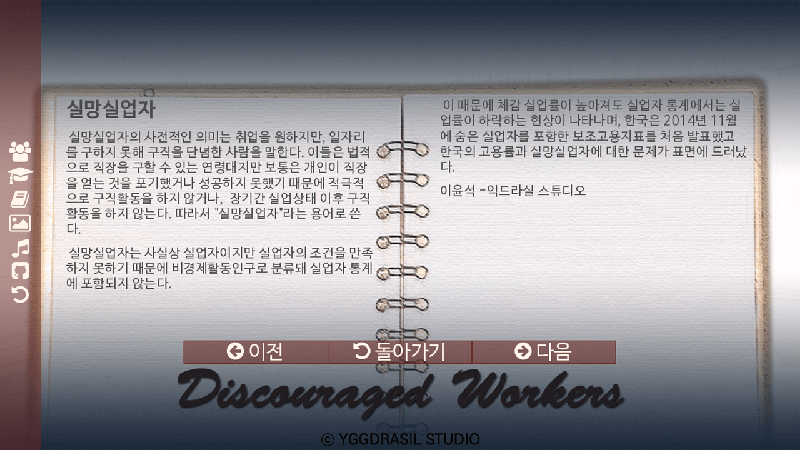 실망실업자
실망실업자의 사전적인 의미는 취업을 원하지만, 일자리
를 구하지 못해 구직을 단념한 사람을 말한다. 이들은 법적
으로 직장을 구할 수 있는 연령대지만 보통은 개인이 직장
을 얻는 것을 포기했거나 성공하지 못했기 때문에 적극적
으로 구직활동을 하지 않거나, 장기간 실업상태 이후 구직
활동을 하지 않는다. 따라서 "실망실업자"라는 용어로 쓴
다.
실망실업자는 사실상 실업자이지만 실업자의 조건을 만족
하지 못하기 때문에 비경제활동인구로 분류돼 실업자 통계
에 포함되지 않는다.
이 때문에 체감 실업률이 높아져도 실업자 통계에서는 실
업률이 하락하는 현상이 나타나며, 한국은 2014년 11월
에 숨은 실업자를 포함한 보조고용지표를 처음 발표했고
한국의 고용률과 실망실업자에 대한 문제가 표면에 드러났
다.
이윤석 -익드라실 스튜디오
이전
돌아가기
다음
Discouraged Workers
© YGGDRASIL STUDIO